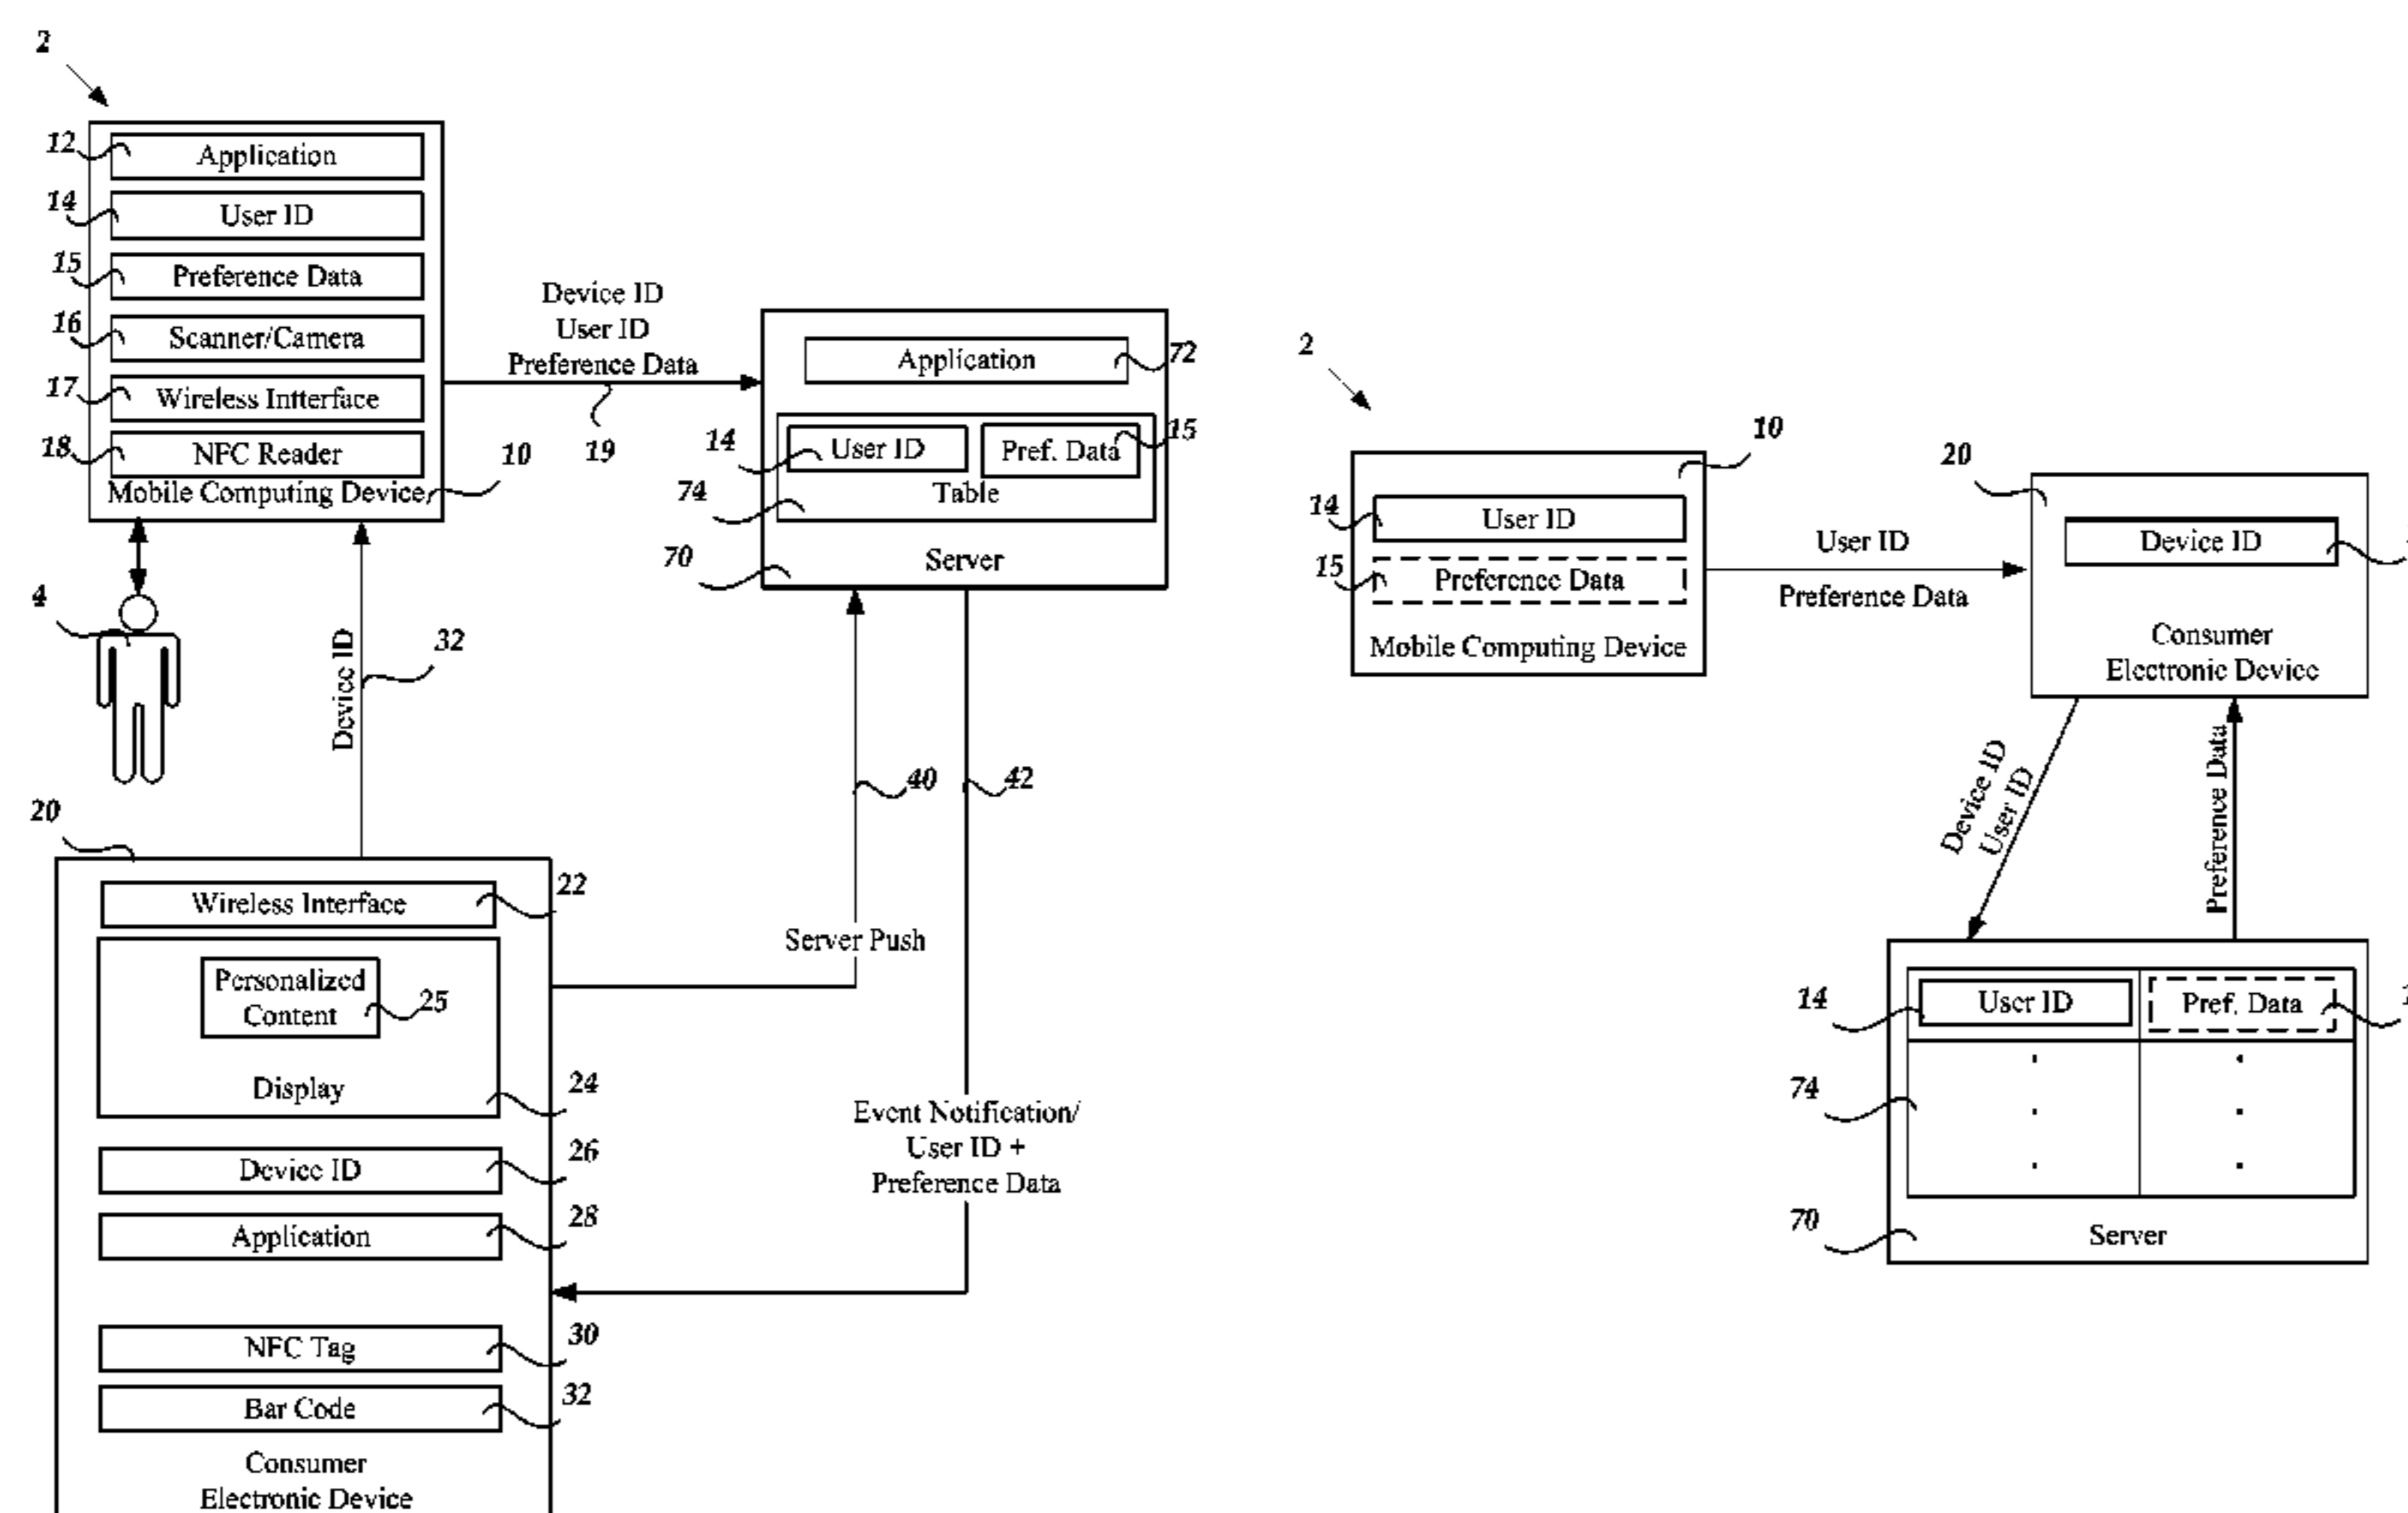 2
12
Application
14
User ID
15
Preference Data
16
Scanner/Camera
17
Wireless Intterface
18
NFC Reader
Mobile Computing Device
10
4
Device ID
32
Device ID
User ID
Preference Data
19
Application
72
14
User ID
Pref. Data
15
Table
74
Server
70
40
42
Server Push
Event Notification/
User ID +
Preference Data
20
Wireless Interface
22
Personalized
Content
25
Display
24
Device ID
26
Application
28
NFC Tag
30
Bar Code
32
Consumer
Electronic Device
2
10
14
User ID
15
Preference Data
Mobile Computing Device
User ID
Preference Data
20
Device ID
Consumer
Electronic Device
Device ID
User ID
Preference Data
14
User ID
Pref. Data
74
70
Server